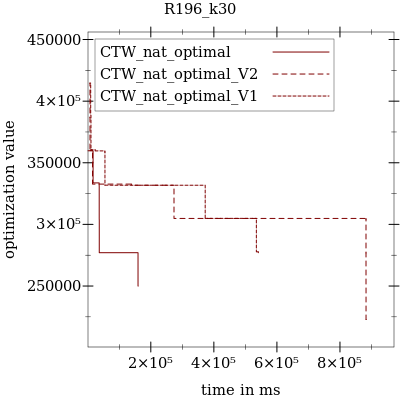 R196_k30
450000
CTW_nat_optimal
CTW_nat_optimal_V2
CTW_nat_optimal_V1
4×10⁵
350000
3×10⁵
250000
optimization value
2×10⁵ 4×10⁵ 6×10⁵ 8×10⁵
time in ms